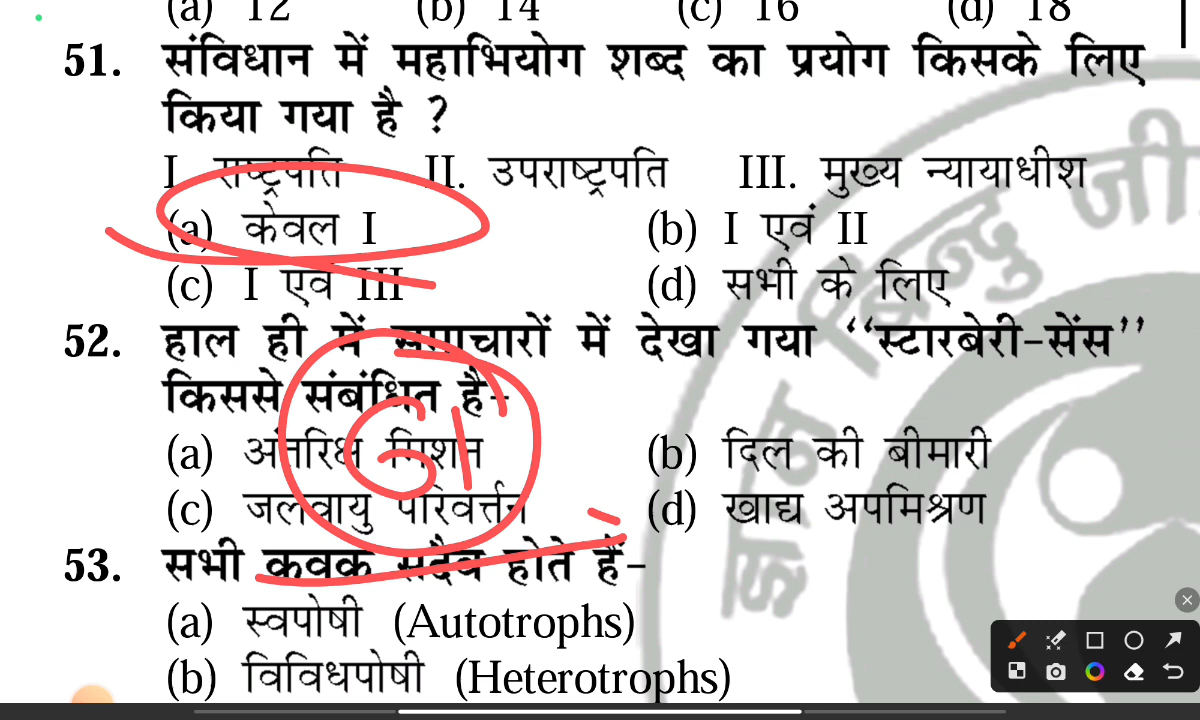 (a) 12 (b) 14 (c) 16 (d) 18
51. संविधान में महाभियोग शब्द का प्रयोग किसके लिए
किया गया है ?
I. राष्ट्रपति II. उपराष्ट्रपति III. मुख्य न्यायाधीश
(a) केवल I (b) I एवं II
(c) I एवं III (d) सभी के लिए
52. हाल ही में समाचारों में देखा गया ‘‘स्टारबेरी-सेंस’’
किससे संबंधित है-
(a) अंतरिक्ष मिशन (b) दिल की बीमारी
(c) जलवायु परिवर्त्तन (d) खाद्य अपमिश्रण
53. सभी कवक सदैव होते हैं-
(a) स्वपोषी (Autotrophs)
(b) विविधपोषी (Heterotrophs)